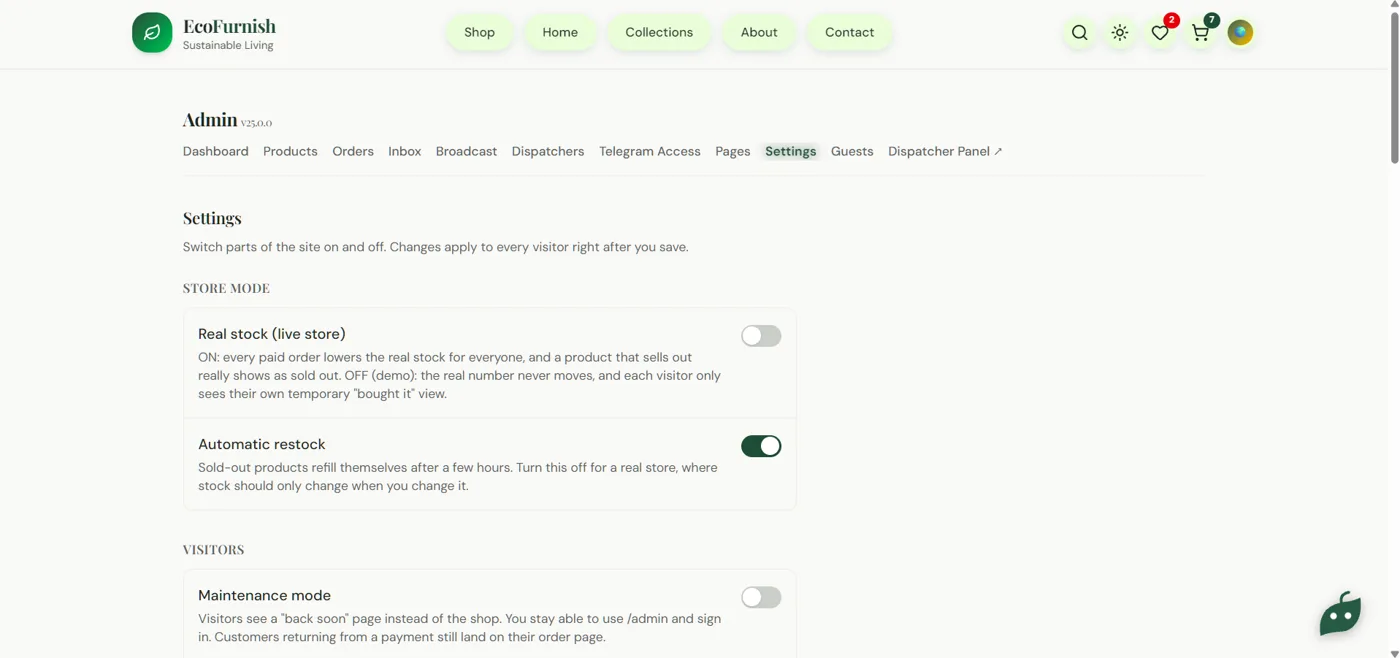 EcoFurnish
Sustainable Living
Shop
Home
Collections
About
Contact
2
7
Admin v25.0.0
Dashboard
Products
Orders
Inbox
Broadcast
Dispatchers
Telegram Access
Pages
Settings
Guests
Dispatcher Panel ↗
Settings
Switch parts of the site on and off. Changes apply to every visitor right after you save.
STORE MODE
Real stock (live store)
ON: every paid order lowers the real stock for everyone, and a product that sells out
really shows as sold out. OFF (demo): the real number never moves, and each visitor only
sees their own temporary "bought it" view.
Automatic restock
Sold-out products refill themselves after a few hours. Turn this off for a real store, where
stock should only change when you change it.
VISITORS
Maintenance mode
Visitors see a "back soon" page instead of the shop. You stay able to use /admin and sign
in. Customers returning from a payment still land on their order page.